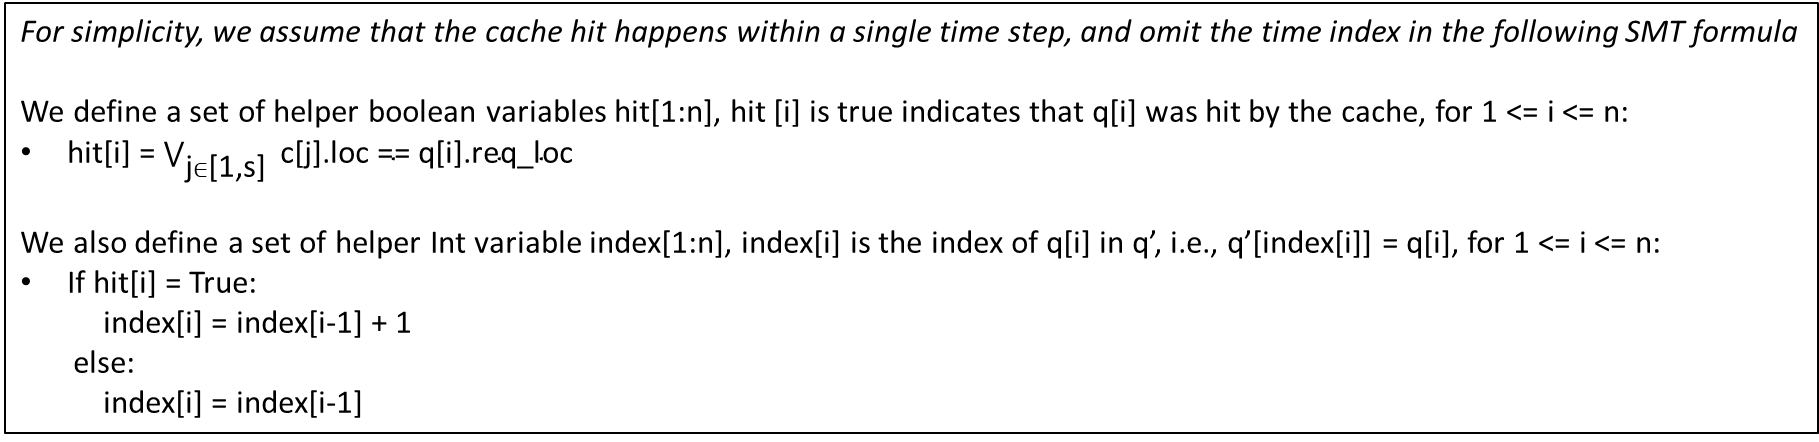 For simplicity, we assume that the cache hit happens within a single time step, and omit the time index in the following SMT formula
We define a set of helper boolean variables hit[1:n], hit [i] is true indicates that q[i] was hit by the cache, for 1 <= i <= n:
• hit[i] = ⋁j∈[1,s] c[j].loc == q[i].req_loc
We also define a set of helper Int variable index[1:n], index[i] is the index of q[i] in q’, i.e., q’[index[i]] = q[i], for 1 <= i <= n:
• If hit[i] = True:
index[i] = index[i-1] + 1
else:
index[i] = index[i-1]